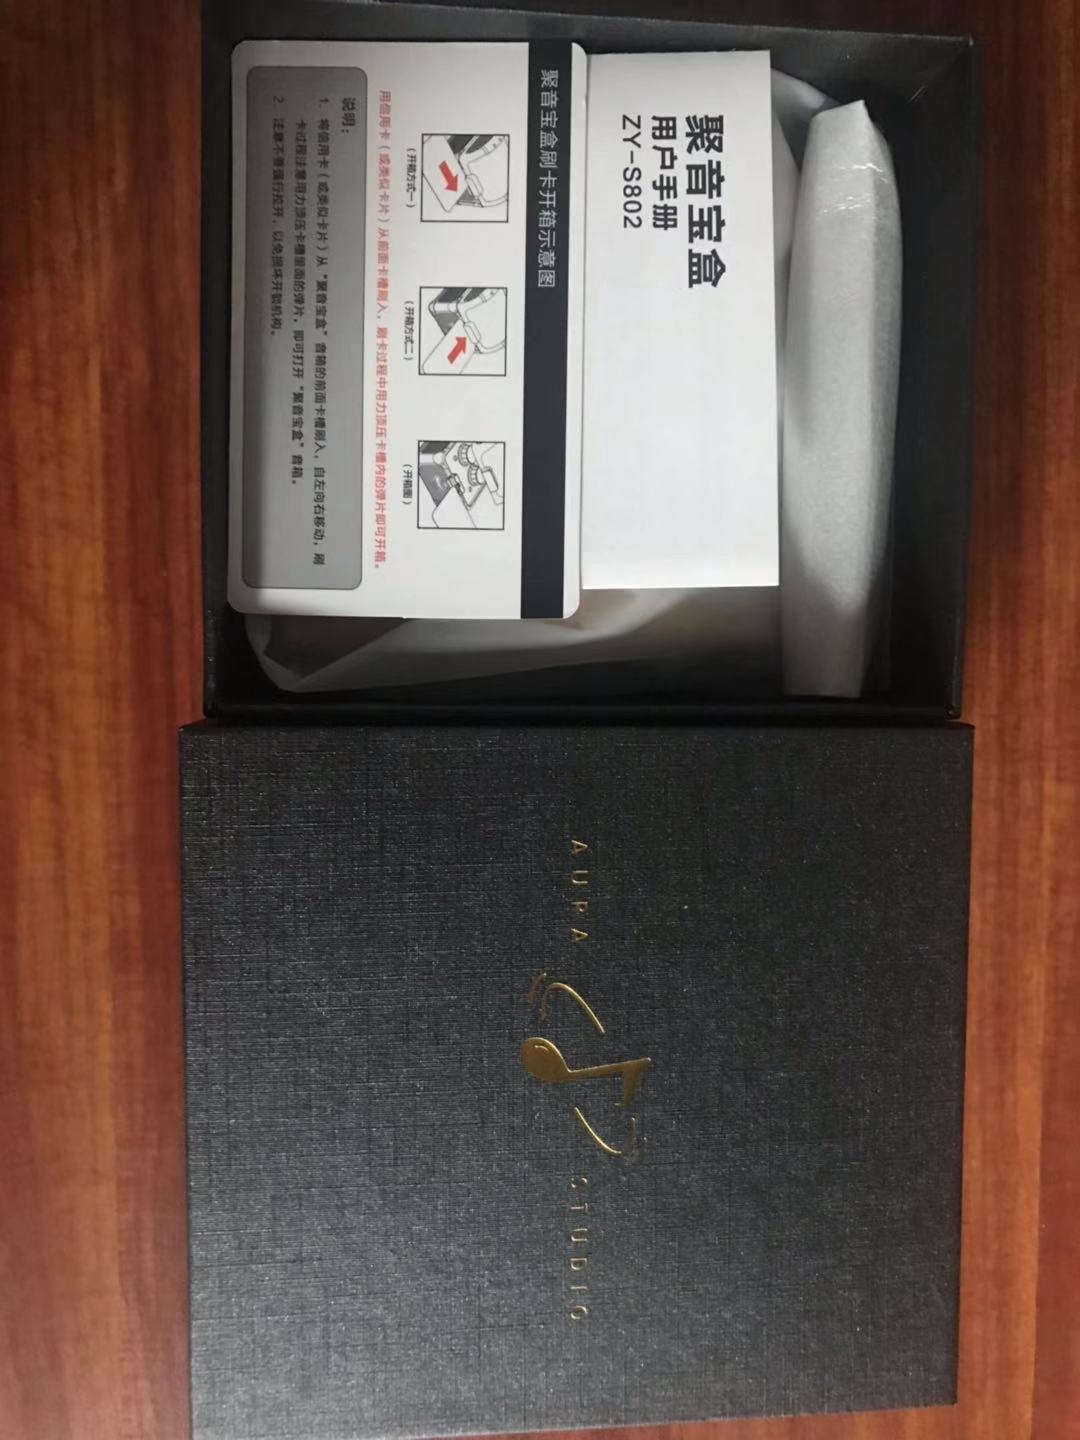 聚音宝盒
用户手册
ZY-S802
聚音宝盒刷卡开箱示意图
(开箱方式一)
(开箱方式二)
(开箱图)
用信用卡(或类似卡片)从前面卡槽刷入,刷卡过程中用力顶压卡槽内的弹片即可开箱。
说明:
1. 将信用卡(或类似卡片)从“聚音宝盒”音箱的前面卡槽刷入,自左向右移动,刷
卡过程注意用力顶压卡槽里面的弹片,即可打开“聚音宝盒”音箱。
2. 注意不要强行拉开,以免损坏开锁机构。
AURA STUDIO